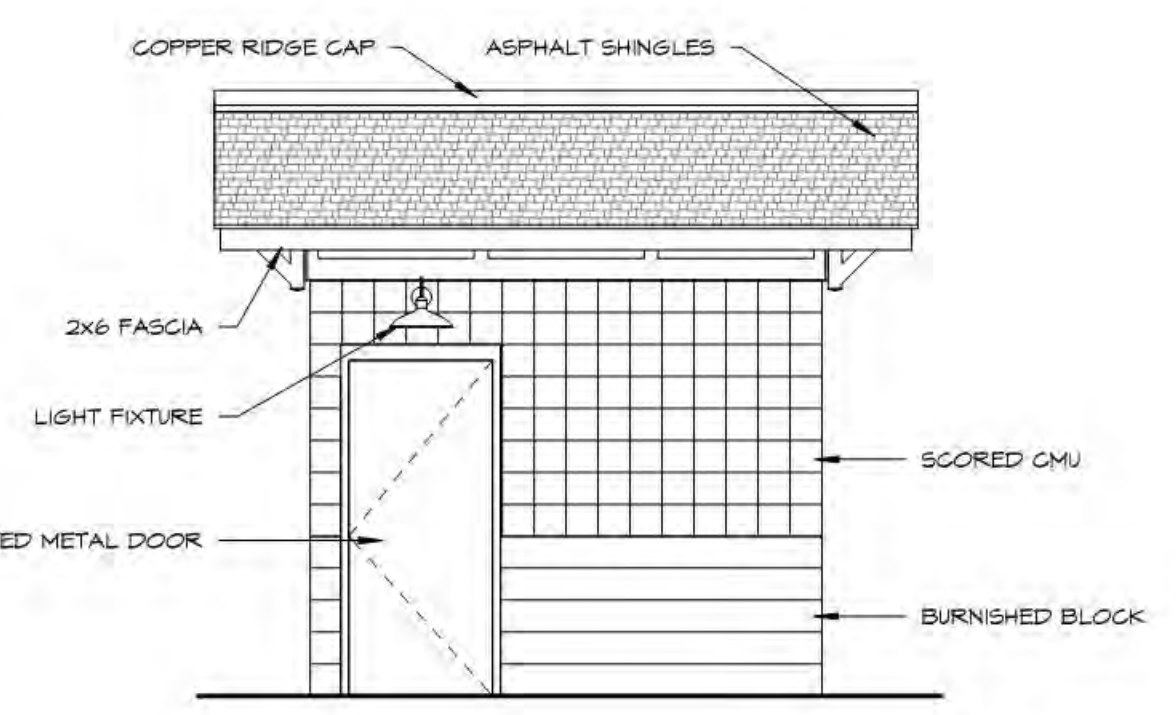 COPPER RIDGE CAP
ASPHALT SHINGLES
2x6 FASCIA
LIGHT FIXTURE
SCORED CMU
ED METAL DOOR
BURNISHED BLOCK